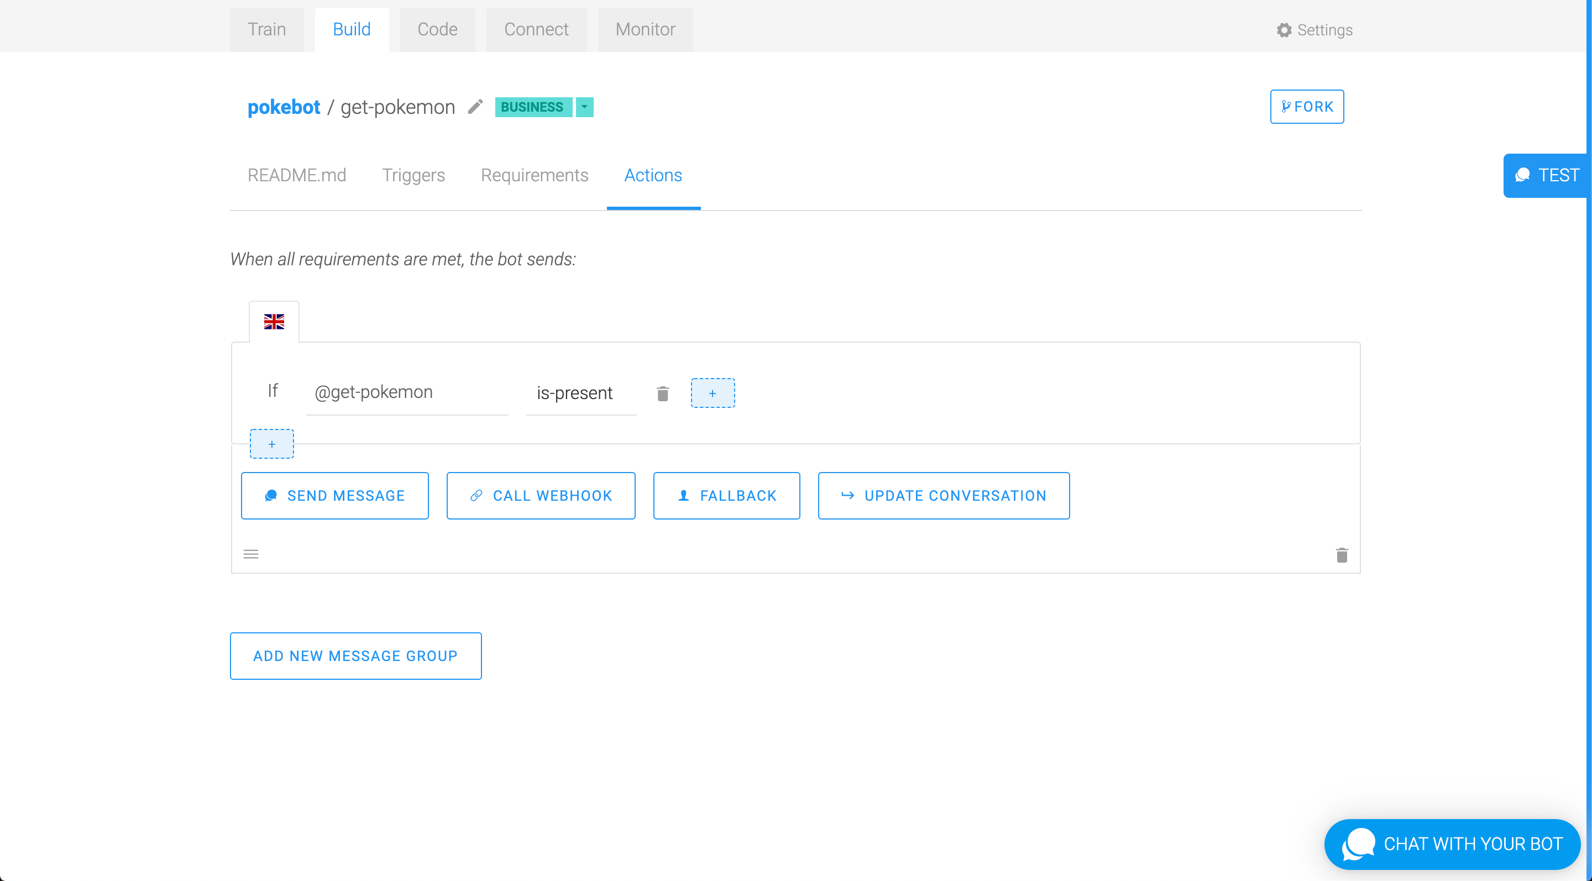 Train Build Code Connect Monitor Settings
pokebot / get-pokemon BUSINESS FORK
README.md Triggers Requirements Actions
TEST
When all requirements are met, the bot sends:
If @get-pokemon is-present +
+
SEND MESSAGE CALL WEBHOOK FALLBACK UPDATE CONVERSATION
ADD NEW MESSAGE GROUP
CHAT WITH YOUR BOT